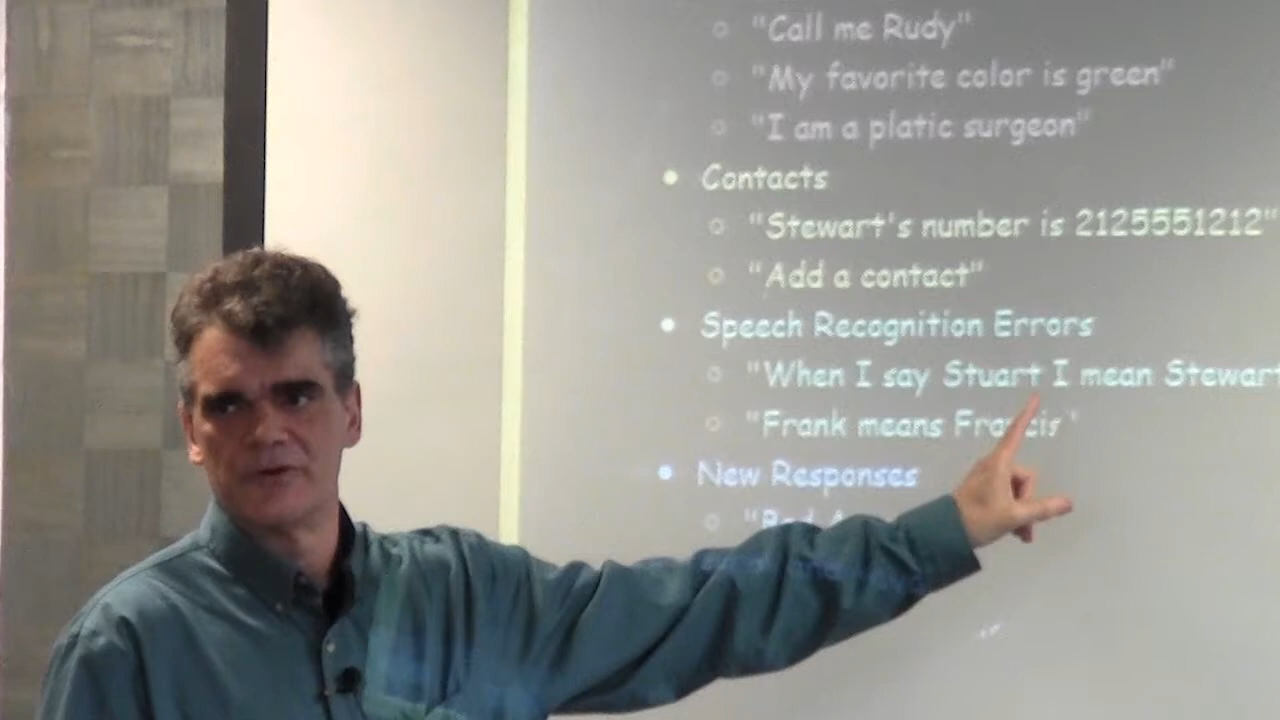 "Call me Rudy"
"My favorite color is green"
"I am a platic surgeon"
Contacts
"Stewart's number is 2125551212"
"Add a contact"
Speech Recognition Errors
"When I say Stuart I mean Stewart
"Frank means Francis"
New Responses